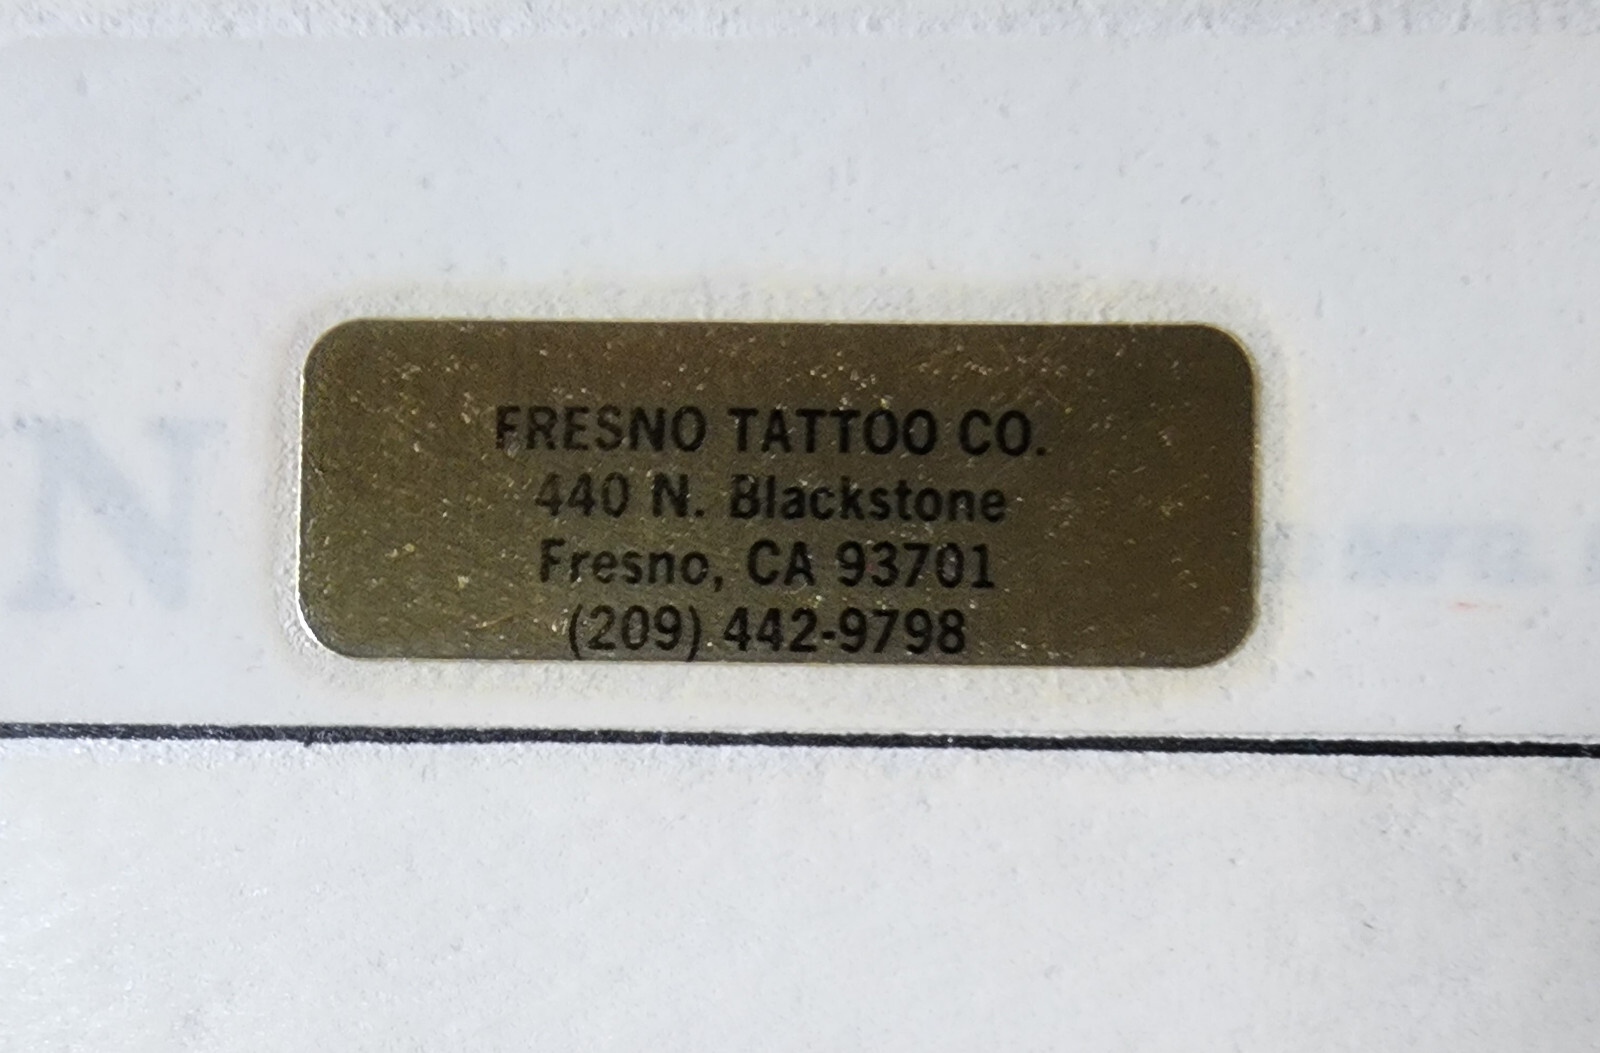 FRESNO TATTOO CO.
440 N. Blackstone
Fresno, CA 93701
(209) 442-9798
N